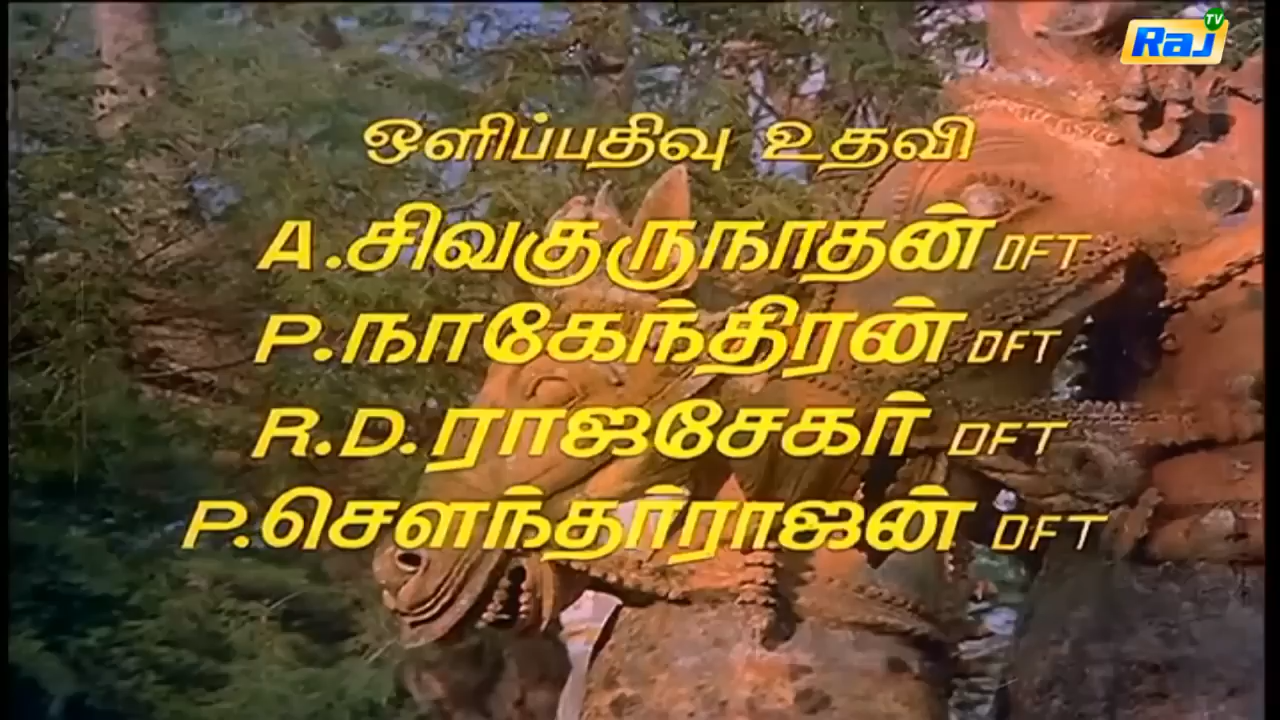 Raj TV
ஒளிப்பதிவு உதவி
A.சிவகுருநாதன் DFT
P.நாகேந்திரன் DFT
R.D.ராஜசேகர் DFT
P.சௌந்தர்ராஜன் DFT